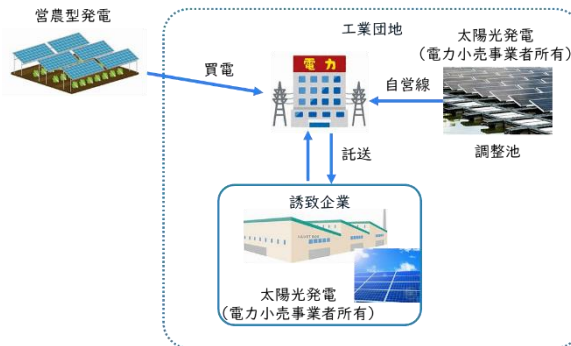 営農型発電
工業団地
太陽光発電
(電力小売事業者所有)
電力
買電
自営線
調整池
託送
誘致企業
太陽光発電
(電力小売事業者所有)